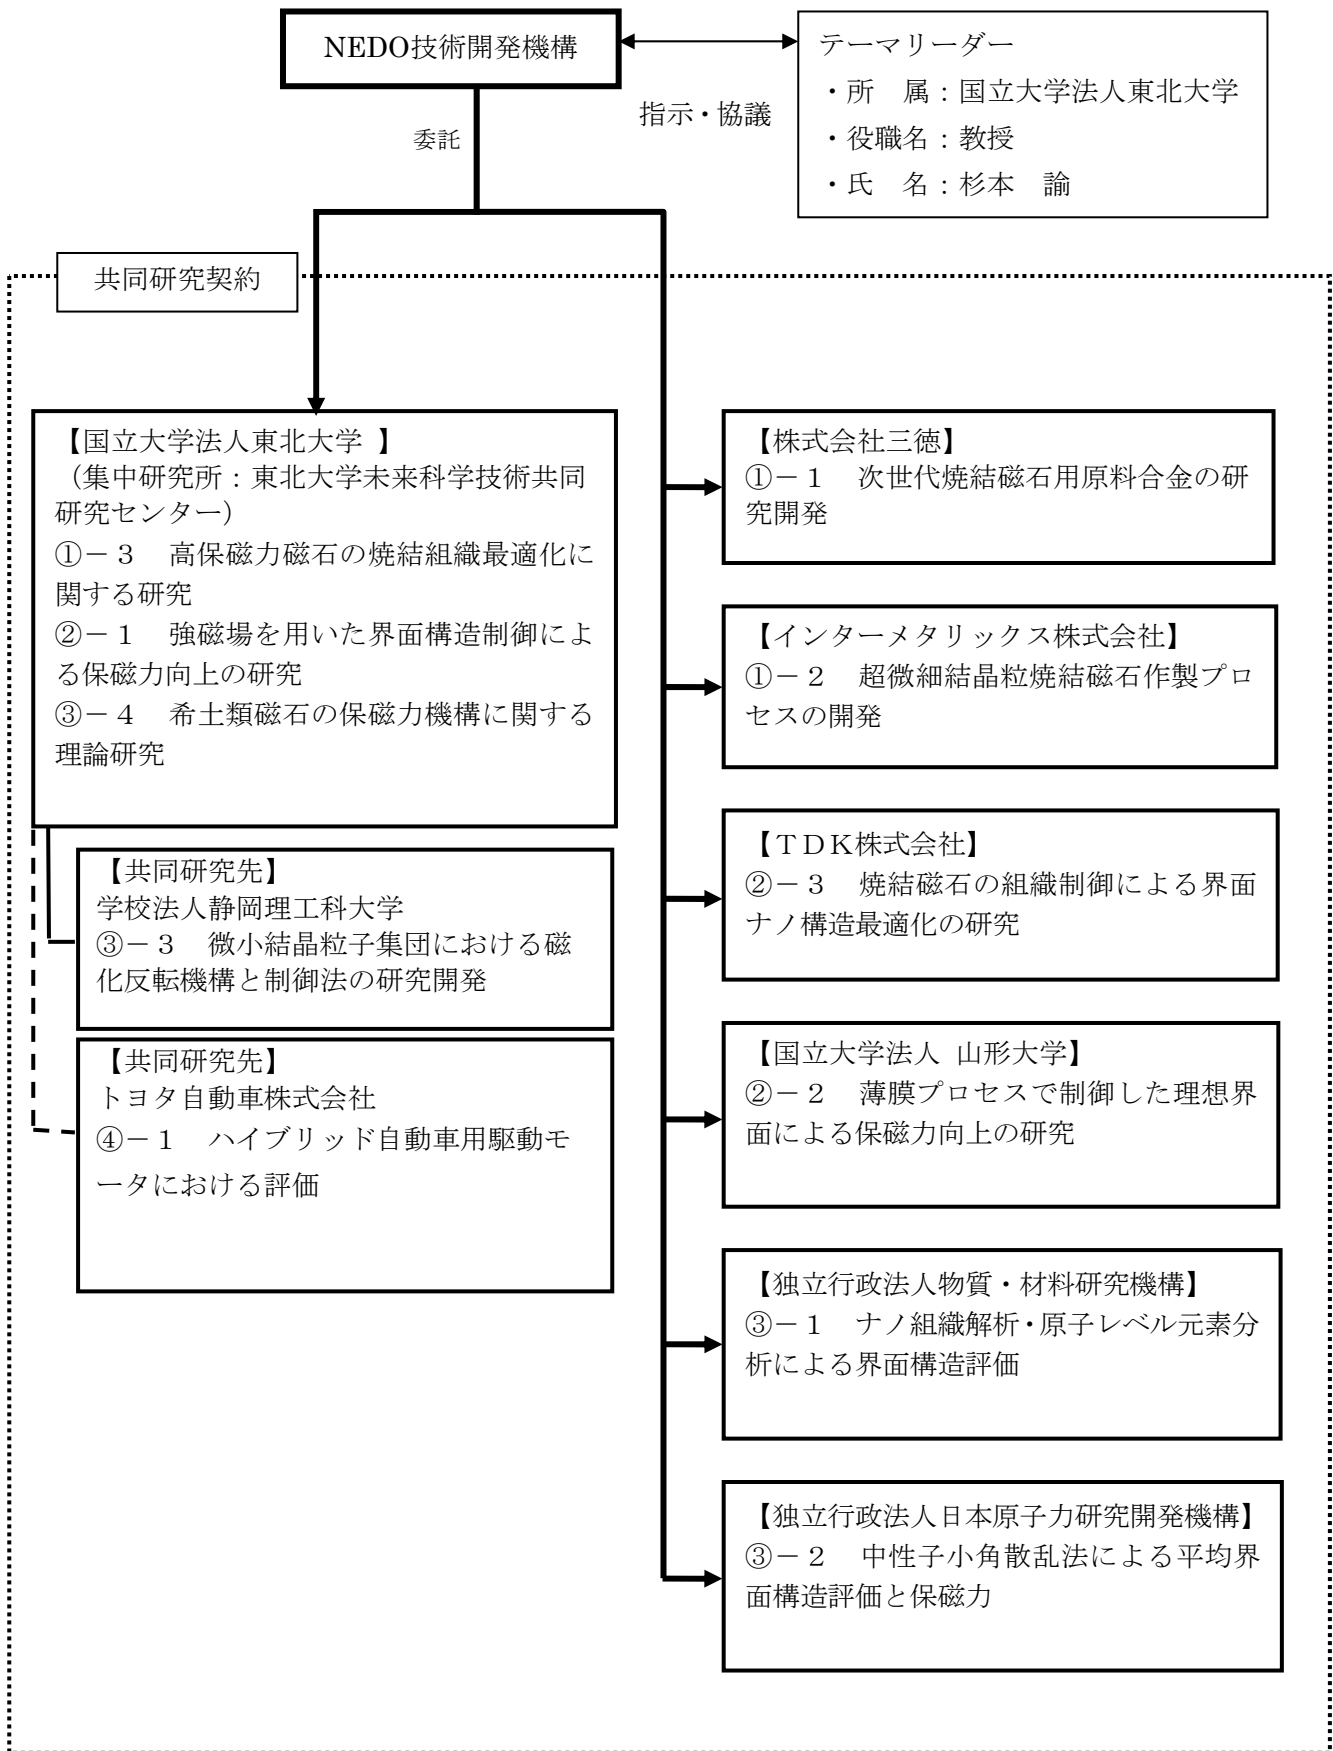 NEDO技術開発機構
テーマリーダー
・所　属：国立大学法人東北大学
・役職名：教授
・氏　名：杉本　諭
指示・協議
委託
共同研究契約
【国立大学法人東北大学 】
（集中研究所：東北大学未来科学技術共同
研究センター）
①－３　高保磁力磁石の焼結組織最適化に
関する研究
②－１　強磁場を用いた界面構造制御によ
る保磁力向上の研究
③－４　希土類磁石の保磁力機構に関する
理論研究
【共同研究先】
学校法人静岡理工科大学
③－３　微小結晶粒子集団における磁
化反転機構と制御法の研究開発
【共同研究先】
トヨタ自動車株式会社
④－１　ハイブリッド自動車用駆動モ
ータにおける評価
【株式会社三徳】
①－１　次世代焼結磁石用原料合金の研
究開発
【インターメタリックス株式会社】
①－２　超微細結晶粒焼結磁石作製プロ
セスの開発
【ＴＤＫ株式会社】
②－３　焼結磁石の組織制御による界面
ナノ構造最適化の研究
【国立大学法人 山形大学】
②－２　薄膜プロセスで制御した理想界
面による保磁力向上の研究
【独立行政法人物質・材料研究機構】
③－１　ナノ組織解析・原子レベル元素分
析による界面構造評価
【独立行政法人日本原子力研究開発機構】
③－２　中性子小角散乱法による平均界
面構造評価と保磁力